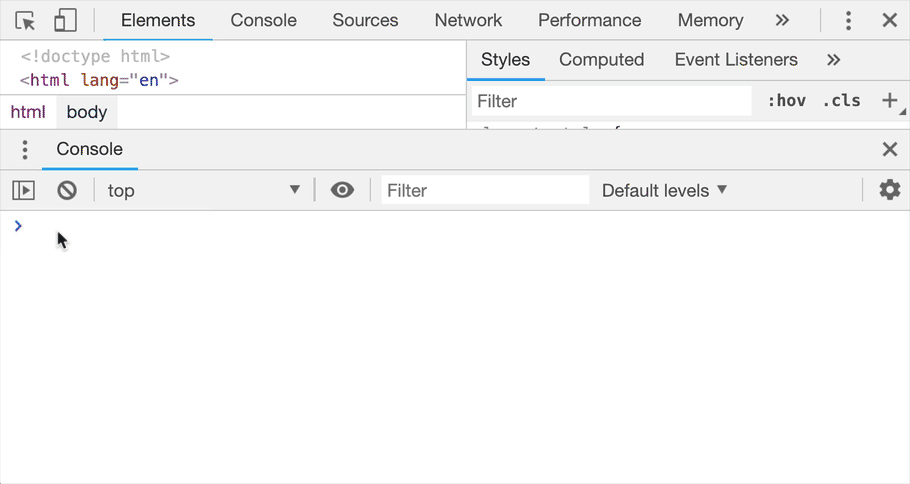 Elements Console Sources Network Performance Memory »
<!doctype html>
<html lang="en">
html body
Styles Computed Event Listeners »
Filter :hov .cls +
Console
top Filter Default levels